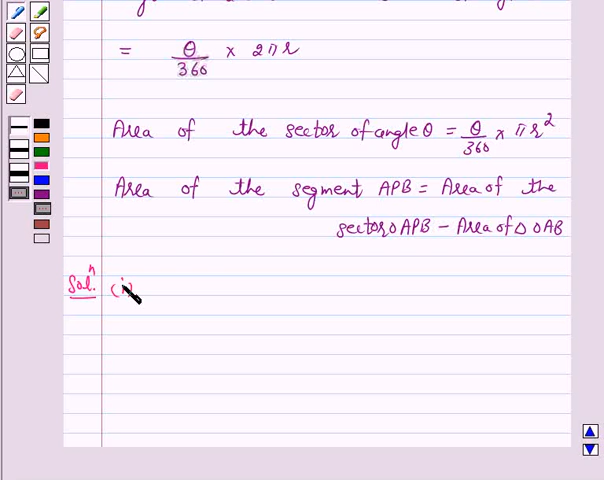 = θ/360 × 2πr
Area of the sector of angle θ = θ/360 × πr²
Area of the segment APB = Area of the
sector OAPB – Area of △ OAB
Solⁿ. (i)